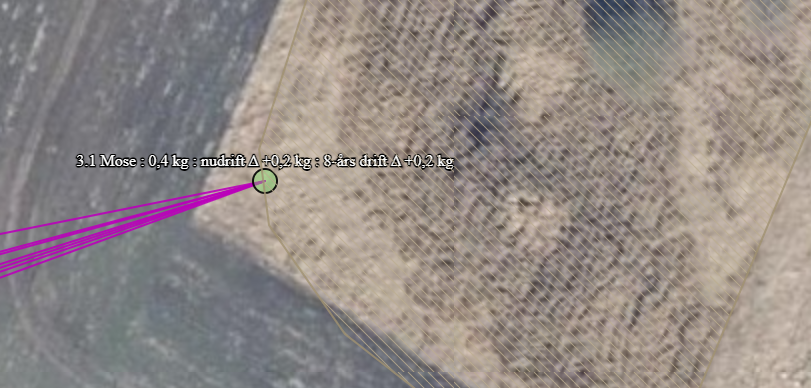 3.1 Mose : 0,4 kg : nudrift Δ +0,2 kg : 8-års drift Δ +0,2 kg